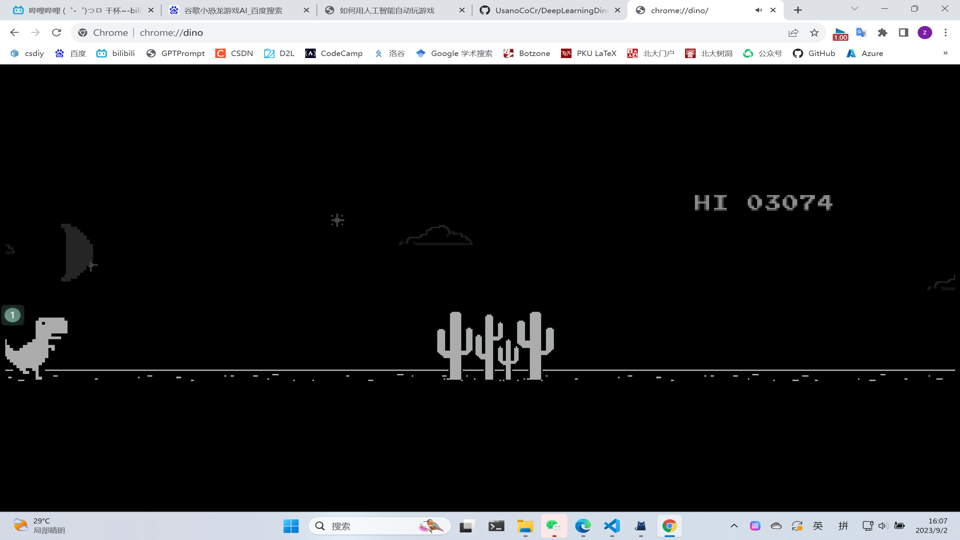 哔哩哔哩 (゜-゜)つロ 干杯~-bili
谷歌小恐龙游戏AI_百度搜索
如何用人工智能自动玩游戏
UsanoCoCr/DeepLearningDin
chrome://dino/
Chrome | chrome://dino
1.00
z
csdiy
百度
bilibili
GPTPrompt
CSDN
D2L
CodeCamp
洛谷
Google 学术搜索
Botzone
PKU LaTeX
北大门户
北大树洞
公众号
GitHub
Azure
»
HI 03074
1
29°C
局部晴朗
搜索
英
拼
16:07
2023/9/2